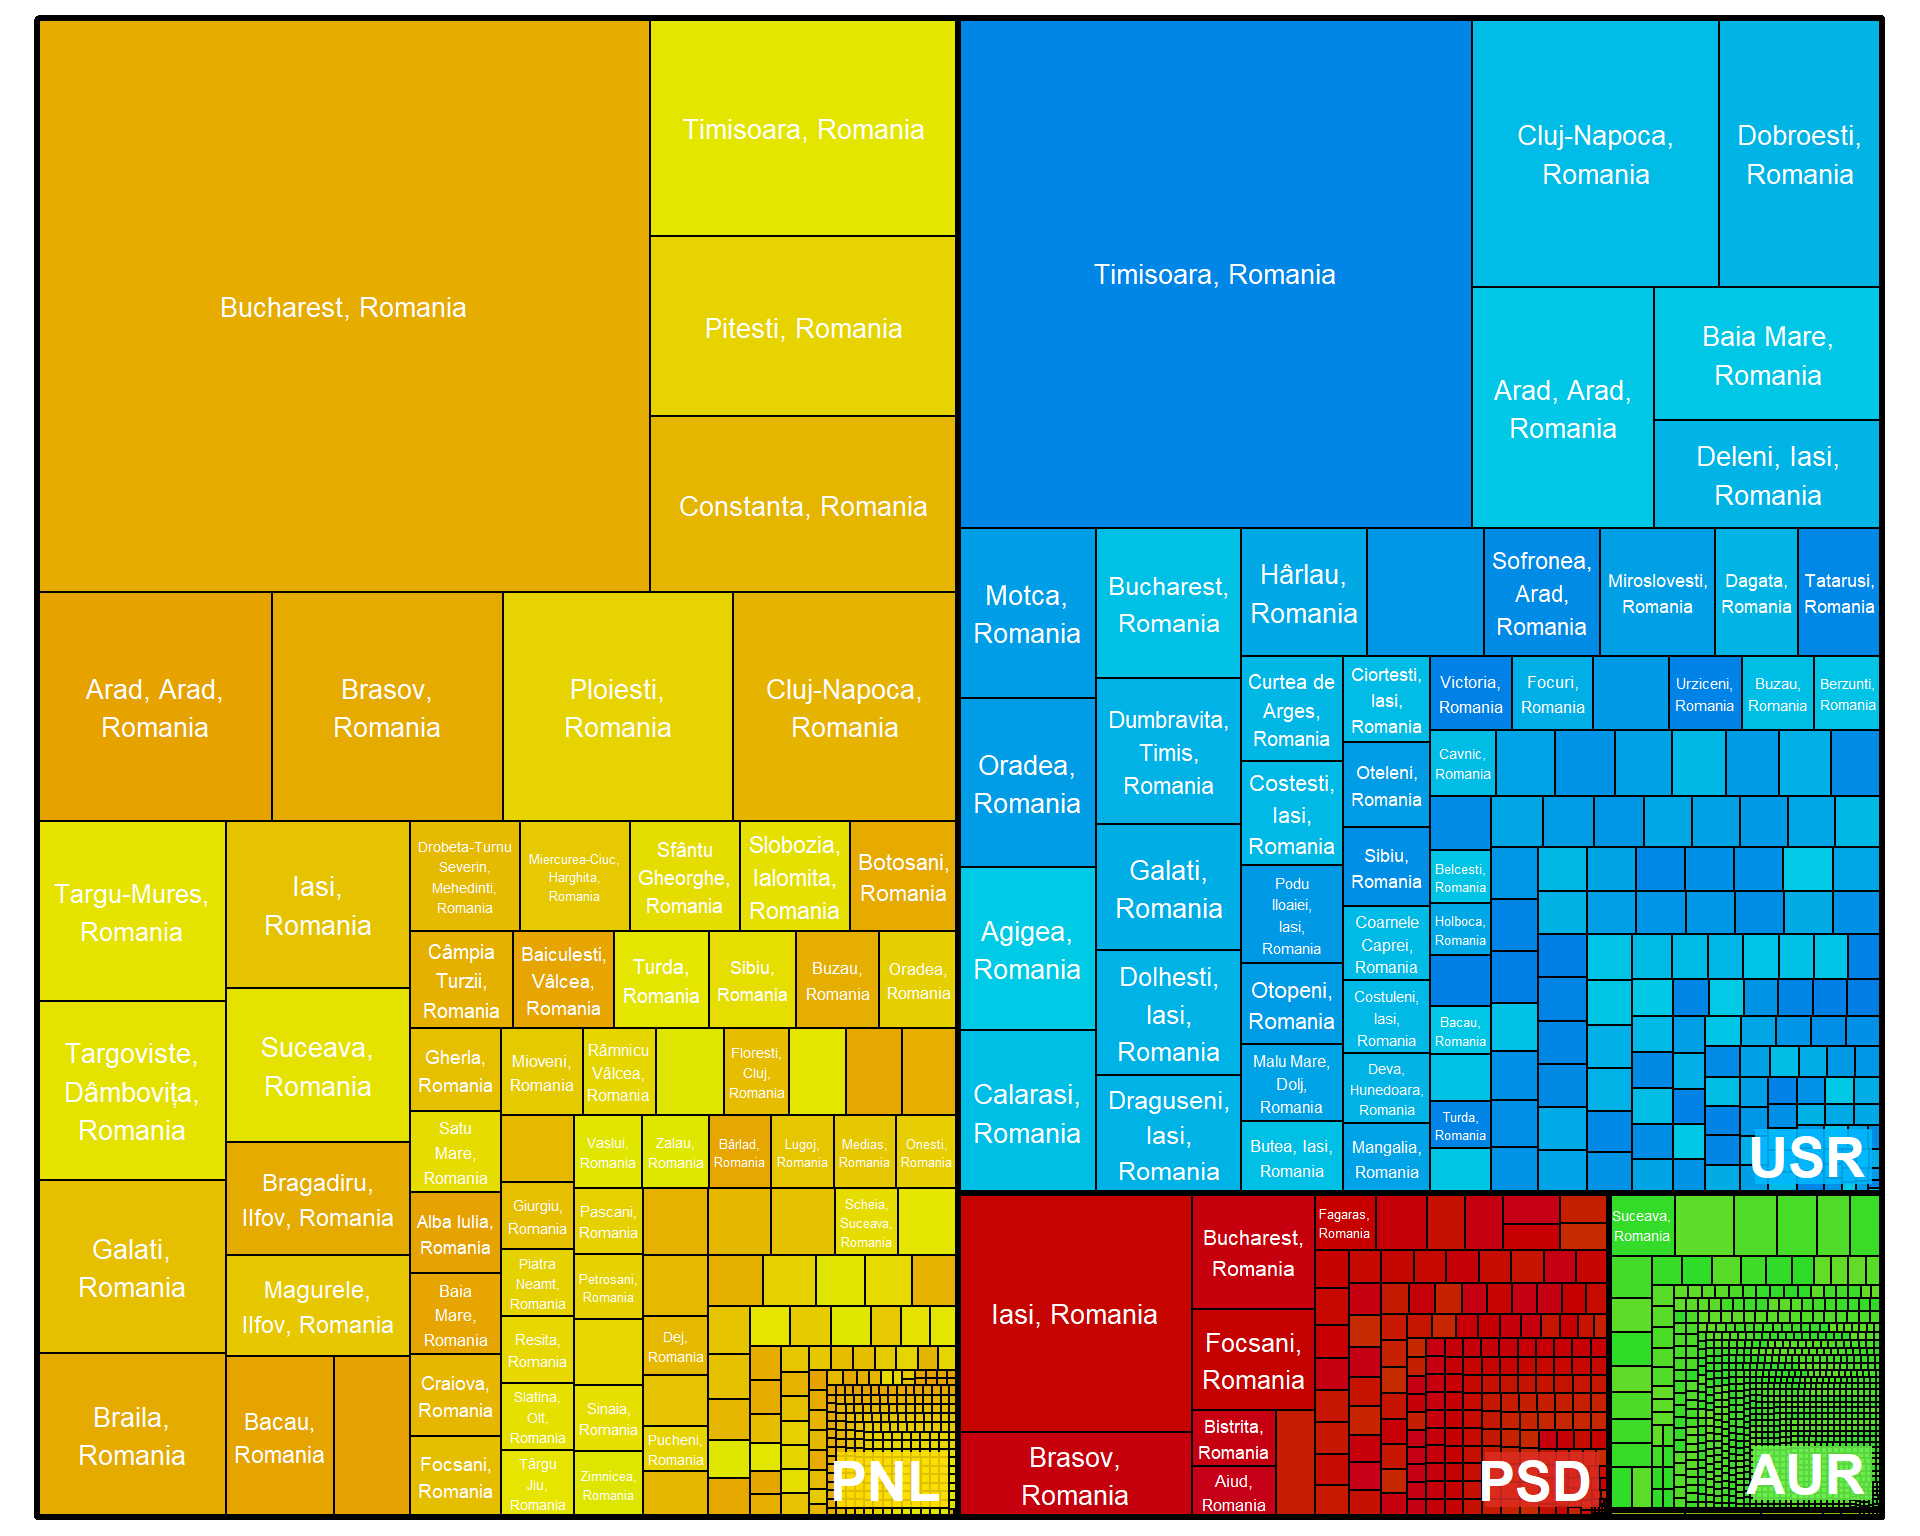 Bucharest, Romania
Timisoara, Romania
Pitesti, Romania
Constanta, Romania
Arad, Arad,
Romania
Brasov,
Romania
Ploiesti,
Romania
Cluj-Napoca,
Romania
Targu-Mures,
Romania
Targoviste,
Dâmbovița,
Romania
Galati,
Romania
Braila,
Romania
Iasi,
Romania
Suceava,
Romania
Bragadiru,
Ilfov, Romania
Magurele,
Ilfov, Romania
Bacau,
Romania
Drobeta-Turnu
Severin,
Mehedinti,
Romania
Miercurea-Ciuc,
Harghita,
Romania
Sfântu
Gheorghe,
Romania
Slobozia,
Ialomita,
Romania
Botosani,
Romania
Câmpia
Turzii,
Romania
Baiculesti,
Vâlcea,
Romania
Turda,
Romania
Sibiu,
Romania
Buzau,
Romania
Oradea,
Romania
Gherla,
Romania
Satu
Mare,
Romania
Alba Iulia,
Romania
Baia
Mare,
Romania
Craiova,
Romania
Focsani,
Romania
Mioveni,
Romania
Râmnicu
Vâlcea,
Romania
Floresti,
Cluj,
Romania
Giurgiu,
Romania
Piatra
Neamt,
Romania
Resita,
Romania
Slatina,
Olt,
Romania
Târgu
Jiu,
Romania
Vaslui,
Romania
Zalau,
Romania
Bârlad,
Romania
Lugoj,
Romania
Medias,
Romania
Onesti,
Romania
Pascani,
Romania
Scheia,
Suceava,
Romania
Petrosani,
Romania
Dej,
Romania
Sinaia,
Romania
Pucheni,
Romania
Zimnicea,
Romania
PNL
Timisoara, Romania
Cluj-Napoca,
Romania
Dobroesti,
Romania
Arad, Arad,
Romania
Baia Mare,
Romania
Deleni, Iasi,
Romania
Motca,
Romania
Oradea,
Romania
Agigea,
Romania
Calarasi,
Romania
Bucharest,
Romania
Dumbravita,
Timis,
Romania
Galati,
Romania
Dolhesti,
Iasi,
Romania
Draguseni,
Iasi,
Romania
Hârlau,
Romania
Sofronea,
Arad,
Romania
Miroslovesti,
Romania
Dagata,
Romania
Tatarusi,
Romania
Curtea de
Arges,
Romania
Costesti,
Iasi,
Romania
Podu
Iloaiei,
Iasi,
Romania
Otopeni,
Romania
Malu Mare,
Dolj,
Romania
Butea, Iasi,
Romania
Ciortesti,
Iasi,
Romania
Oteleni,
Romania
Sibiu,
Romania
Coarnele
Caprei,
Romania
Costuleni,
Iasi,
Romania
Deva,
Hunedoara,
Romania
Mangalia,
Romania
Victoria,
Romania
Focuri,
Romania
Urziceni,
Romania
Buzau,
Romania
Berzunti,
Romania
Cavnic,
Romania
Belcesti,
Romania
Holboca,
Romania
Bacau,
Romania
Turda,
Romania
USR
Iasi, Romania
Brasov,
Romania
Bucharest,
Romania
Focsani,
Romania
Bistrita,
Romania
Aiud,
Romania
Fagaras,
Romania
PSD
Suceava,
Romania
AUR